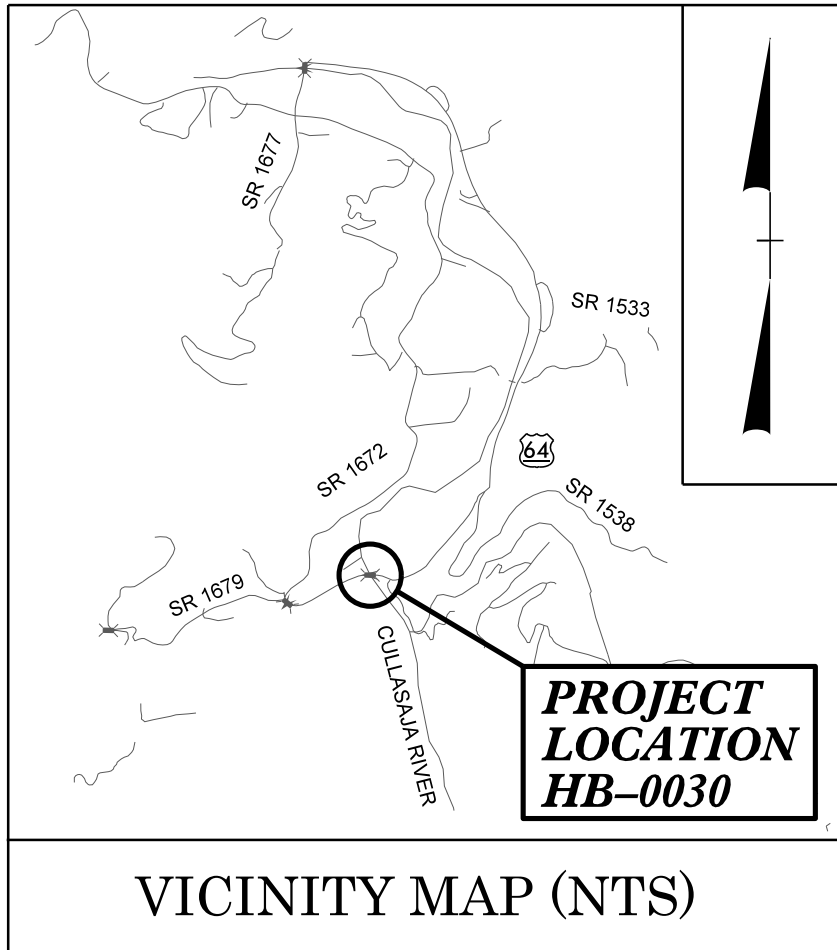 SR 1677
SR 1533
64
SR 1672
SR 1538
SR 1679
CULLASAJA RIVER
PROJECT
LOCATION
HB–0030
VICINITY MAP (NTS)